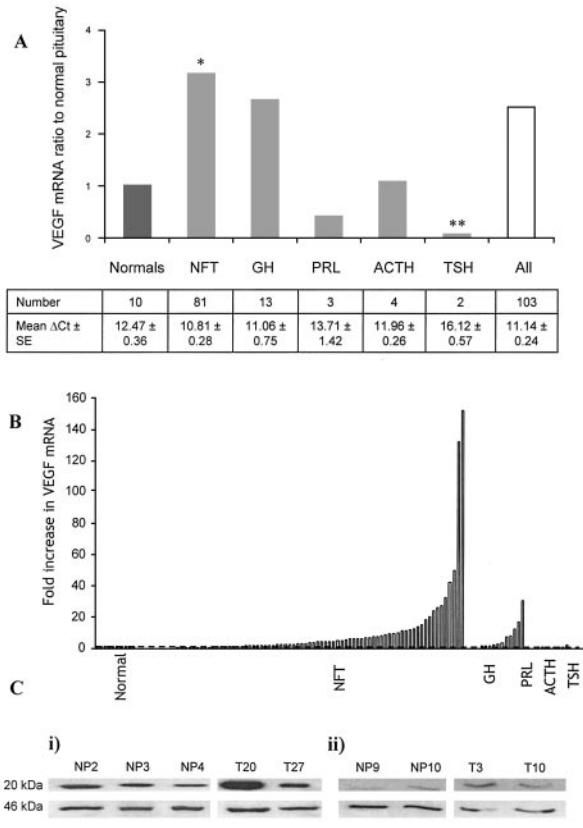 A
VEGF mRNA ratio to normal pituitary
4
3
2
1
0
*
**
Normals NFT GH PRL ACTH TSH All
Number 10 81 13 3 4 2 103
Mean ΔCt ± SE 12.47 ± 0.36 10.81 ± 0.28 11.06 ± 0.75 13.71 ± 1.42 11.96 ± 0.26 16.12 ± 0.57 11.14 ± 0.24
B
Fold increase in VEGF mRNA
160
140
120
100
80
60
40
20
0
Normal NFT GH PRL ACTH TSH
C
i) ii)
NP2 NP3 NP4 T20 T27 NP9 NP10 T3 T10
20 kDa
46 kDa